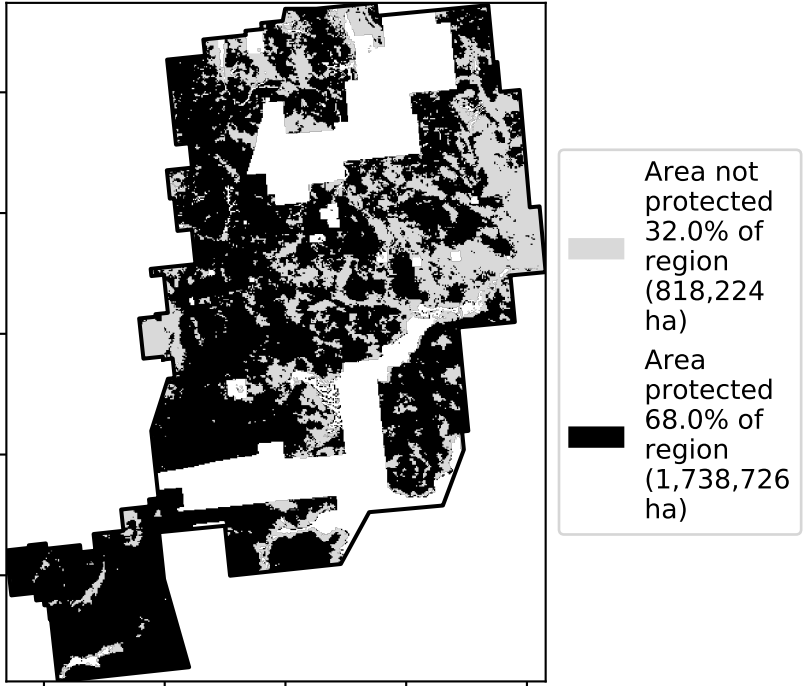 Area not
protected
32.0% of
region
(818,224
ha)
Area
protected
68.0% of
region
(1,738,726
ha)